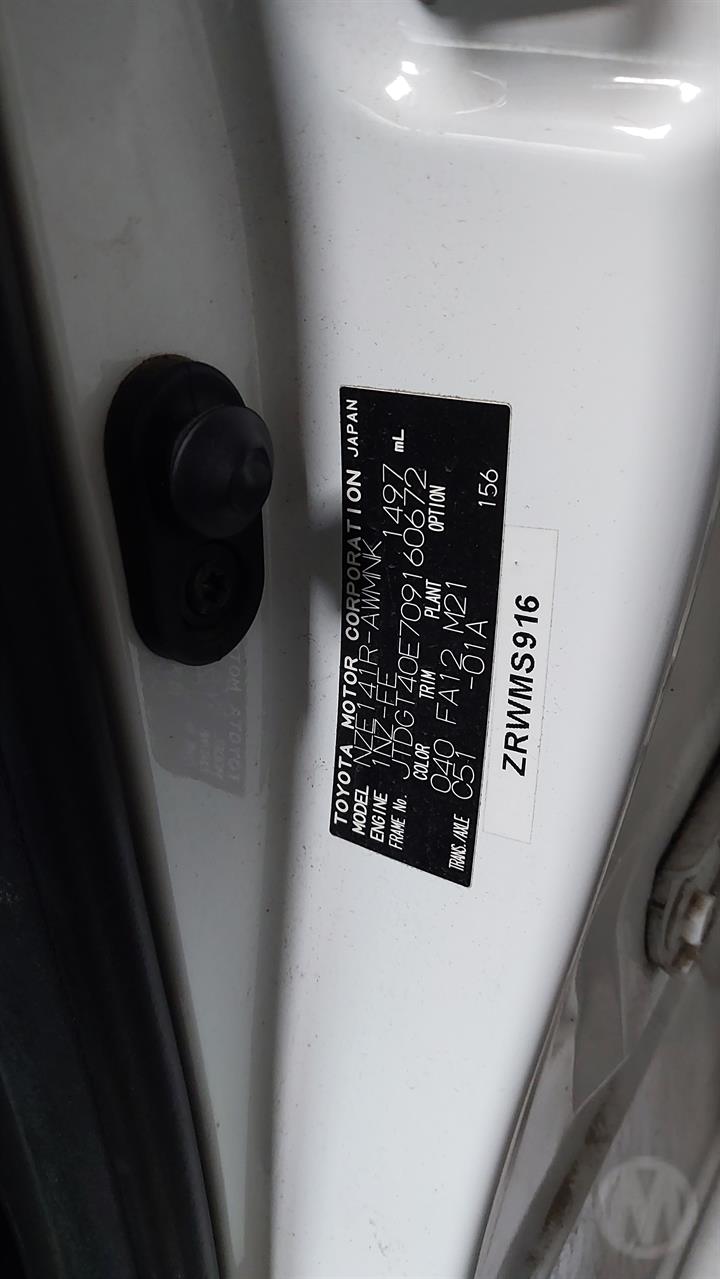 TOYOTA MOTOR CORPORATION JAPAN
MODEL NZE141R-AWMNK
ENGINE 1NZ-FE 1497 mL
FRAME No. JTDGT40E709160672
COLOR TRIM PLANT OPTION
040 FA12 M21
TRANS./AXLE C51 -01A 156
ZRWMS916